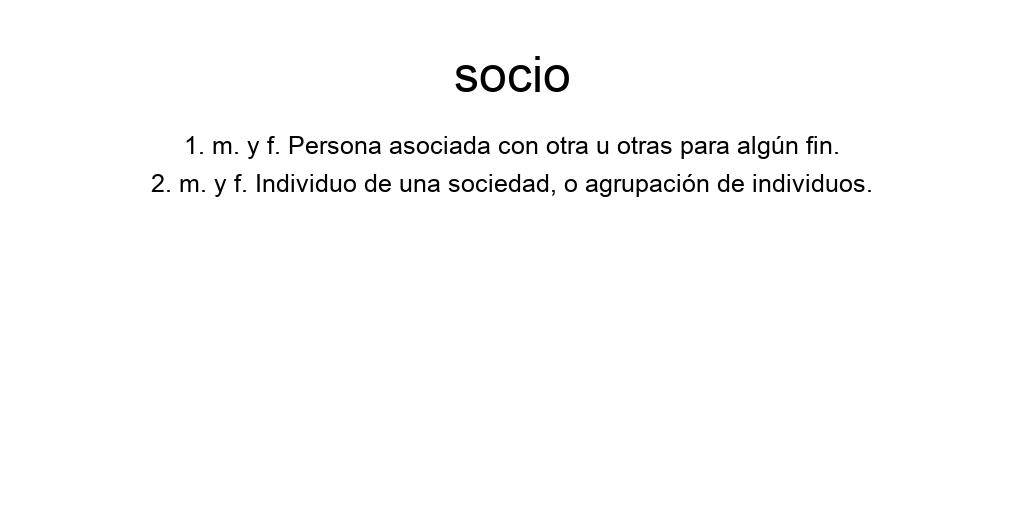 socio
1. m. y f. Persona asociada con otra u otras para algún fin.
2. m. y f. Individuo de una sociedad, o agrupación de individuos.